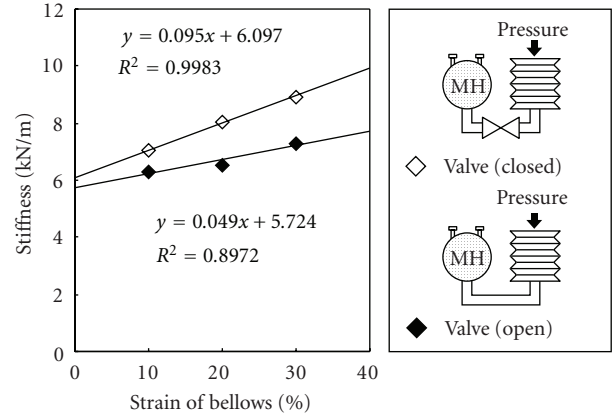 12
10
8
6
4
2
0
Stiffness (kN/m)
y = 0.095x + 6.097
R² = 0.9983
y = 0.049x + 5.724
R² = 0.8972
0 10 20 30 40
Strain of bellows (%)
Pressure
MH
Valve (closed)
Pressure
MH
Valve (open)